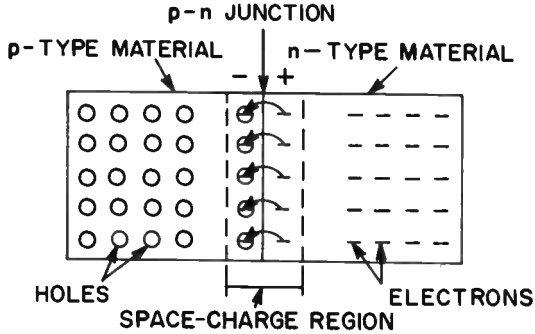 p-n JUNCTION
p-TYPE MATERIAL
n-TYPE MATERIAL
- +
HOLES
ELECTRONS
SPACE-CHARGE REGION